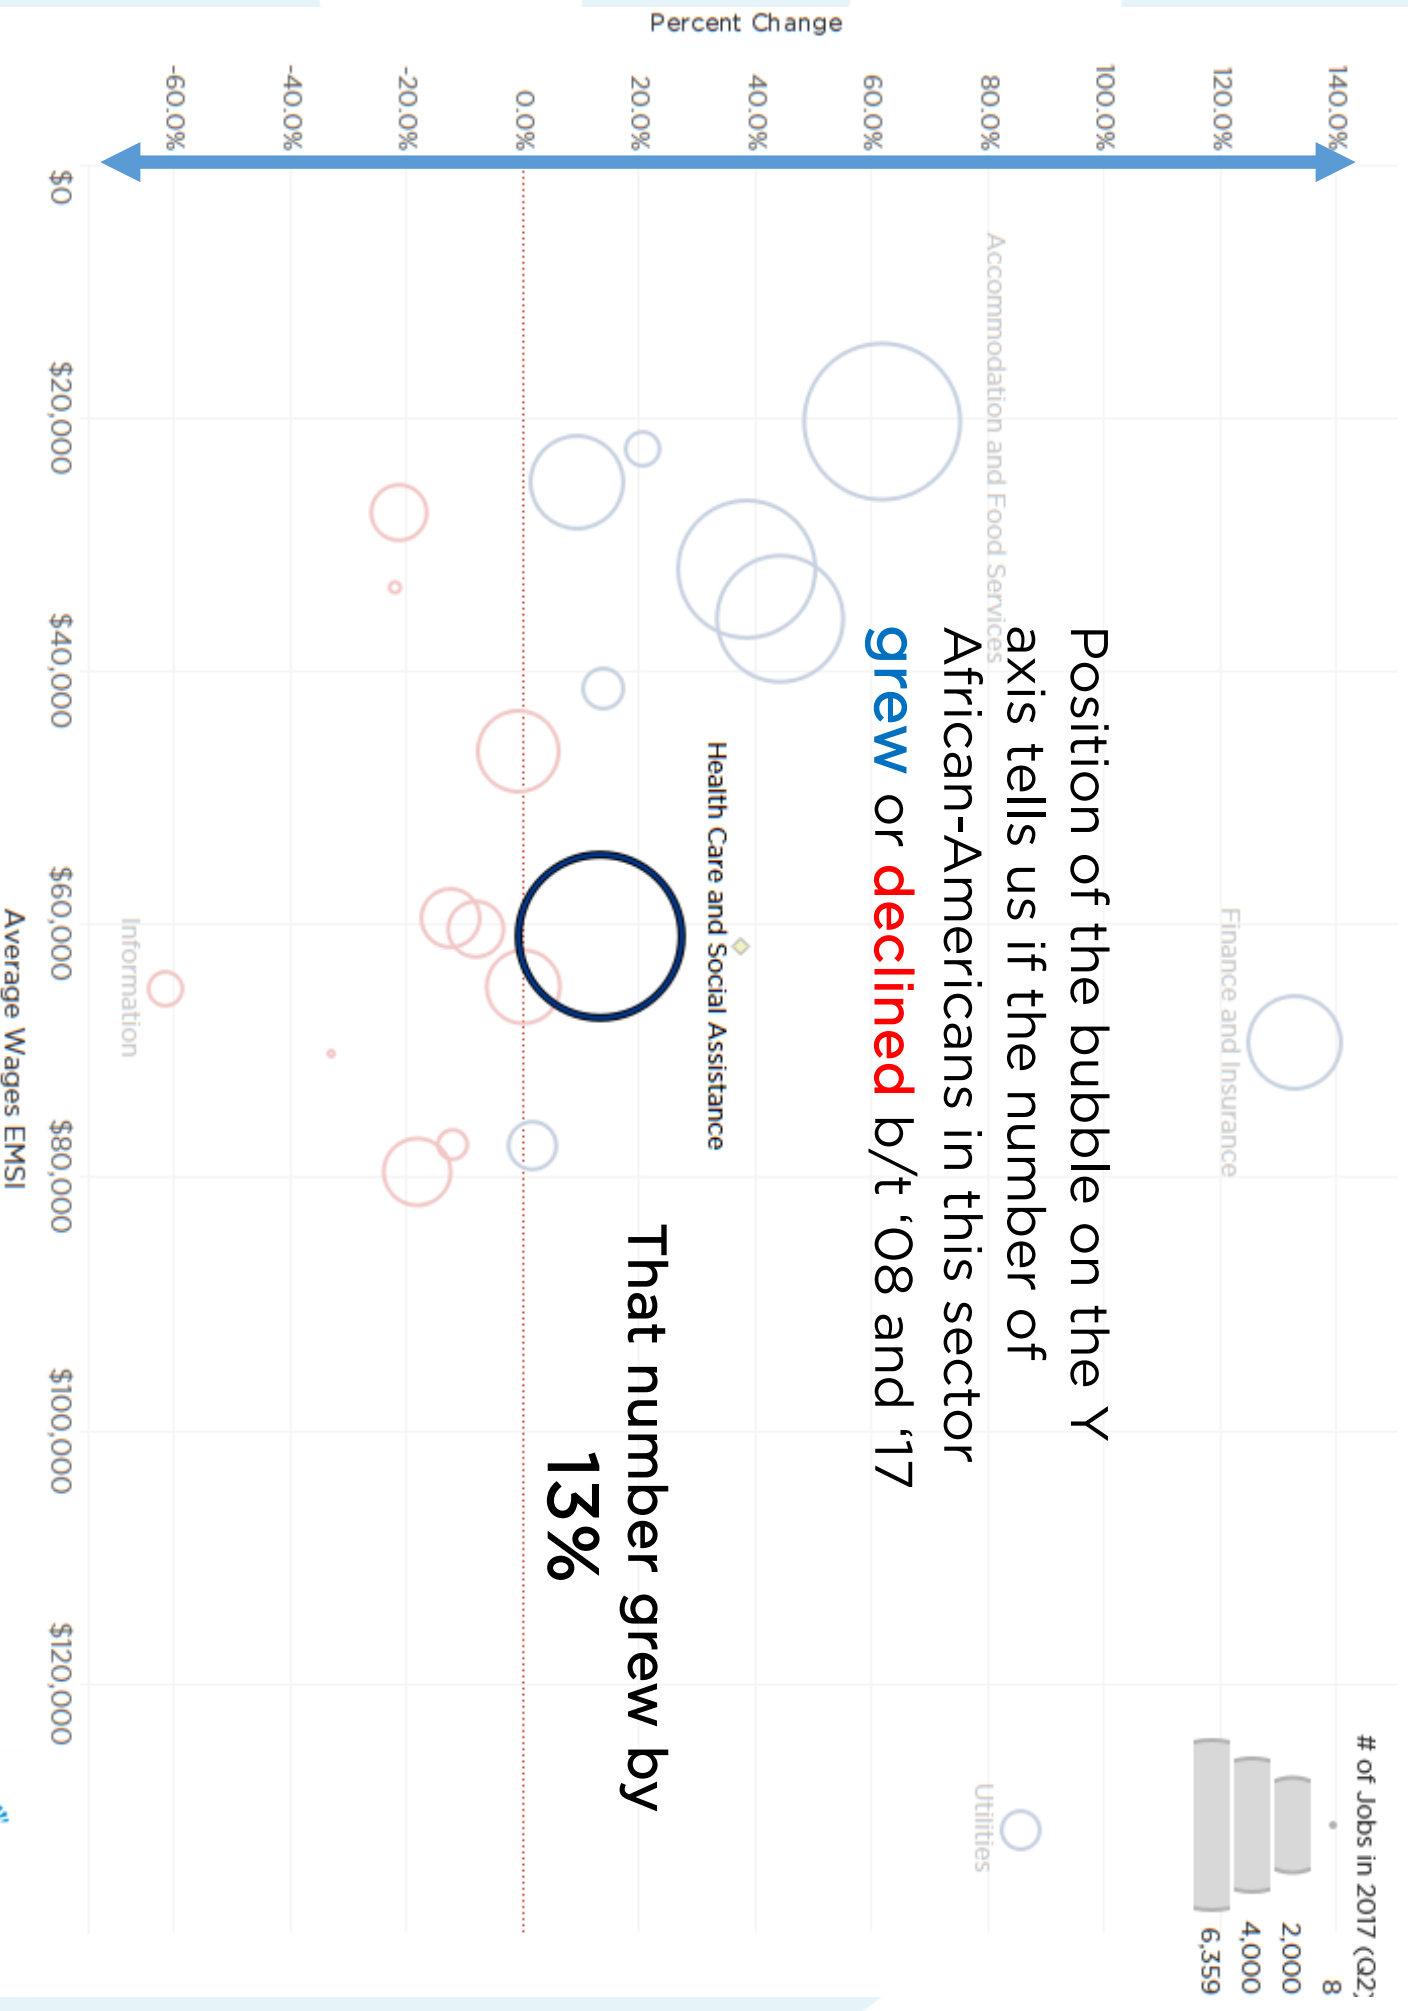 # of Jobs in 2017 (Q2;
8
2,000
4,000
6,359
Percent Change
140.0%
120.0%
100.0%
80.0%
60.0%
40.0%
20.0%
0.0%
-20.0%
-40.0%
-60.0%
Finance and Insurance
Position of the bubble on the Y
axis tells us if the number of
African-Americans in this sector
grew or declined b/t ‘08 and ‘17
Accommodation and Food Services
Utilities
Health Care and Social Assistance
That number grew by
13%
Information
$0
$20,000
$40,000
$60,000
$80,000
$100,000
$120,000
Average Wages EMSI